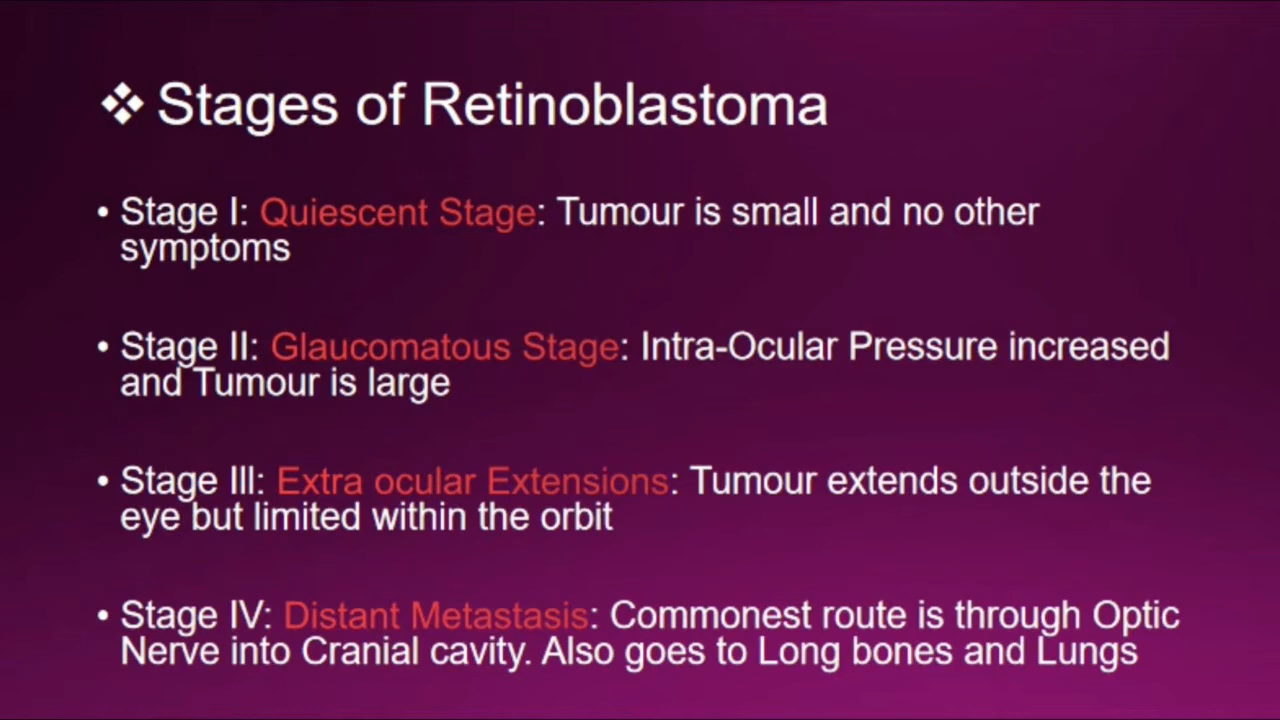 ❖ Stages of Retinoblastoma
• Stage I: Quiescent Stage: Tumour is small and no other
symptoms
• Stage II: Glaucomatous Stage: Intra-Ocular Pressure increased
and Tumour is large
• Stage III: Extra ocular Extensions: Tumour extends outside the
eye but limited within the orbit
• Stage IV: Distant Metastasis: Commonest route is through Optic
Nerve into Cranial cavity. Also goes to Long bones and Lungs